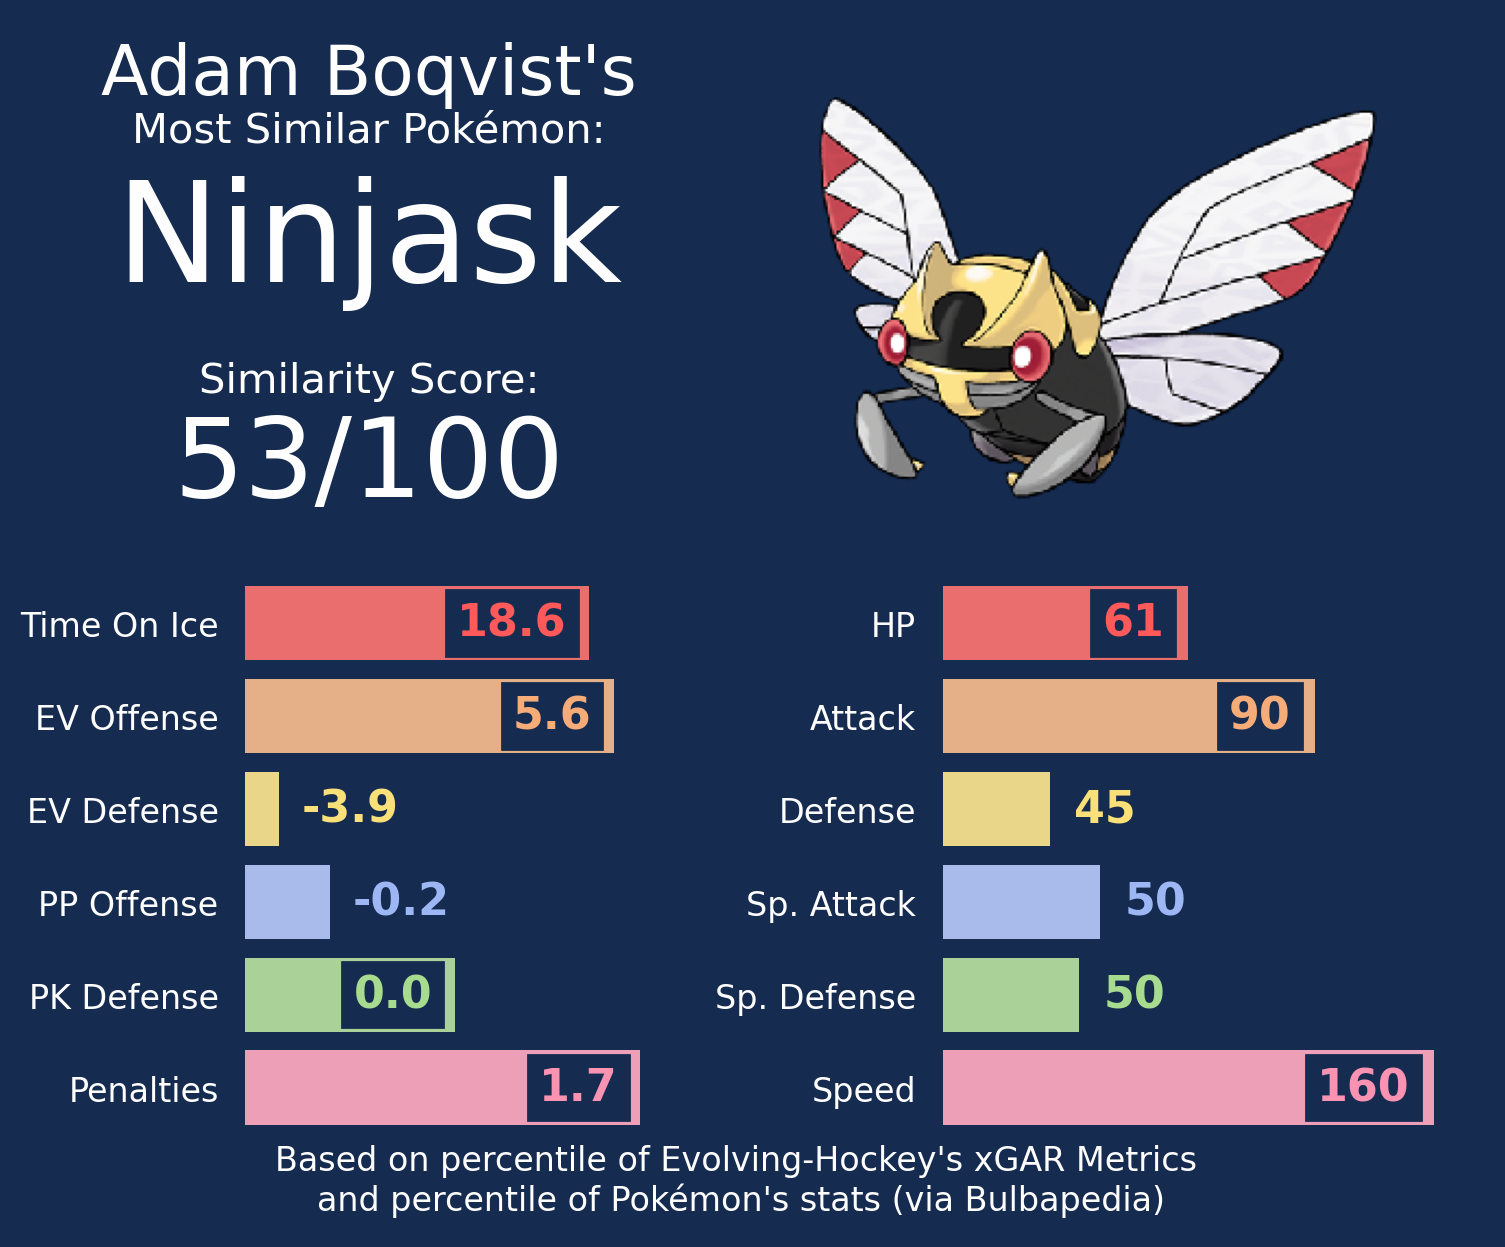 Adam Boqvist's
Most Similar Pokémon:
Ninjask
Similarity Score:
53/100
Time On Ice 18.6
EV Offense 5.6
EV Defense -3.9
PP Offense -0.2
PK Defense 0.0
Penalties 1.7
HP 61
Attack 90
Defense 45
Sp. Attack 50
Sp. Defense 50
Speed 160
Based on percentile of Evolving-Hockey's xGAR Metrics
and percentile of Pokémon's stats (via Bulbapedia)